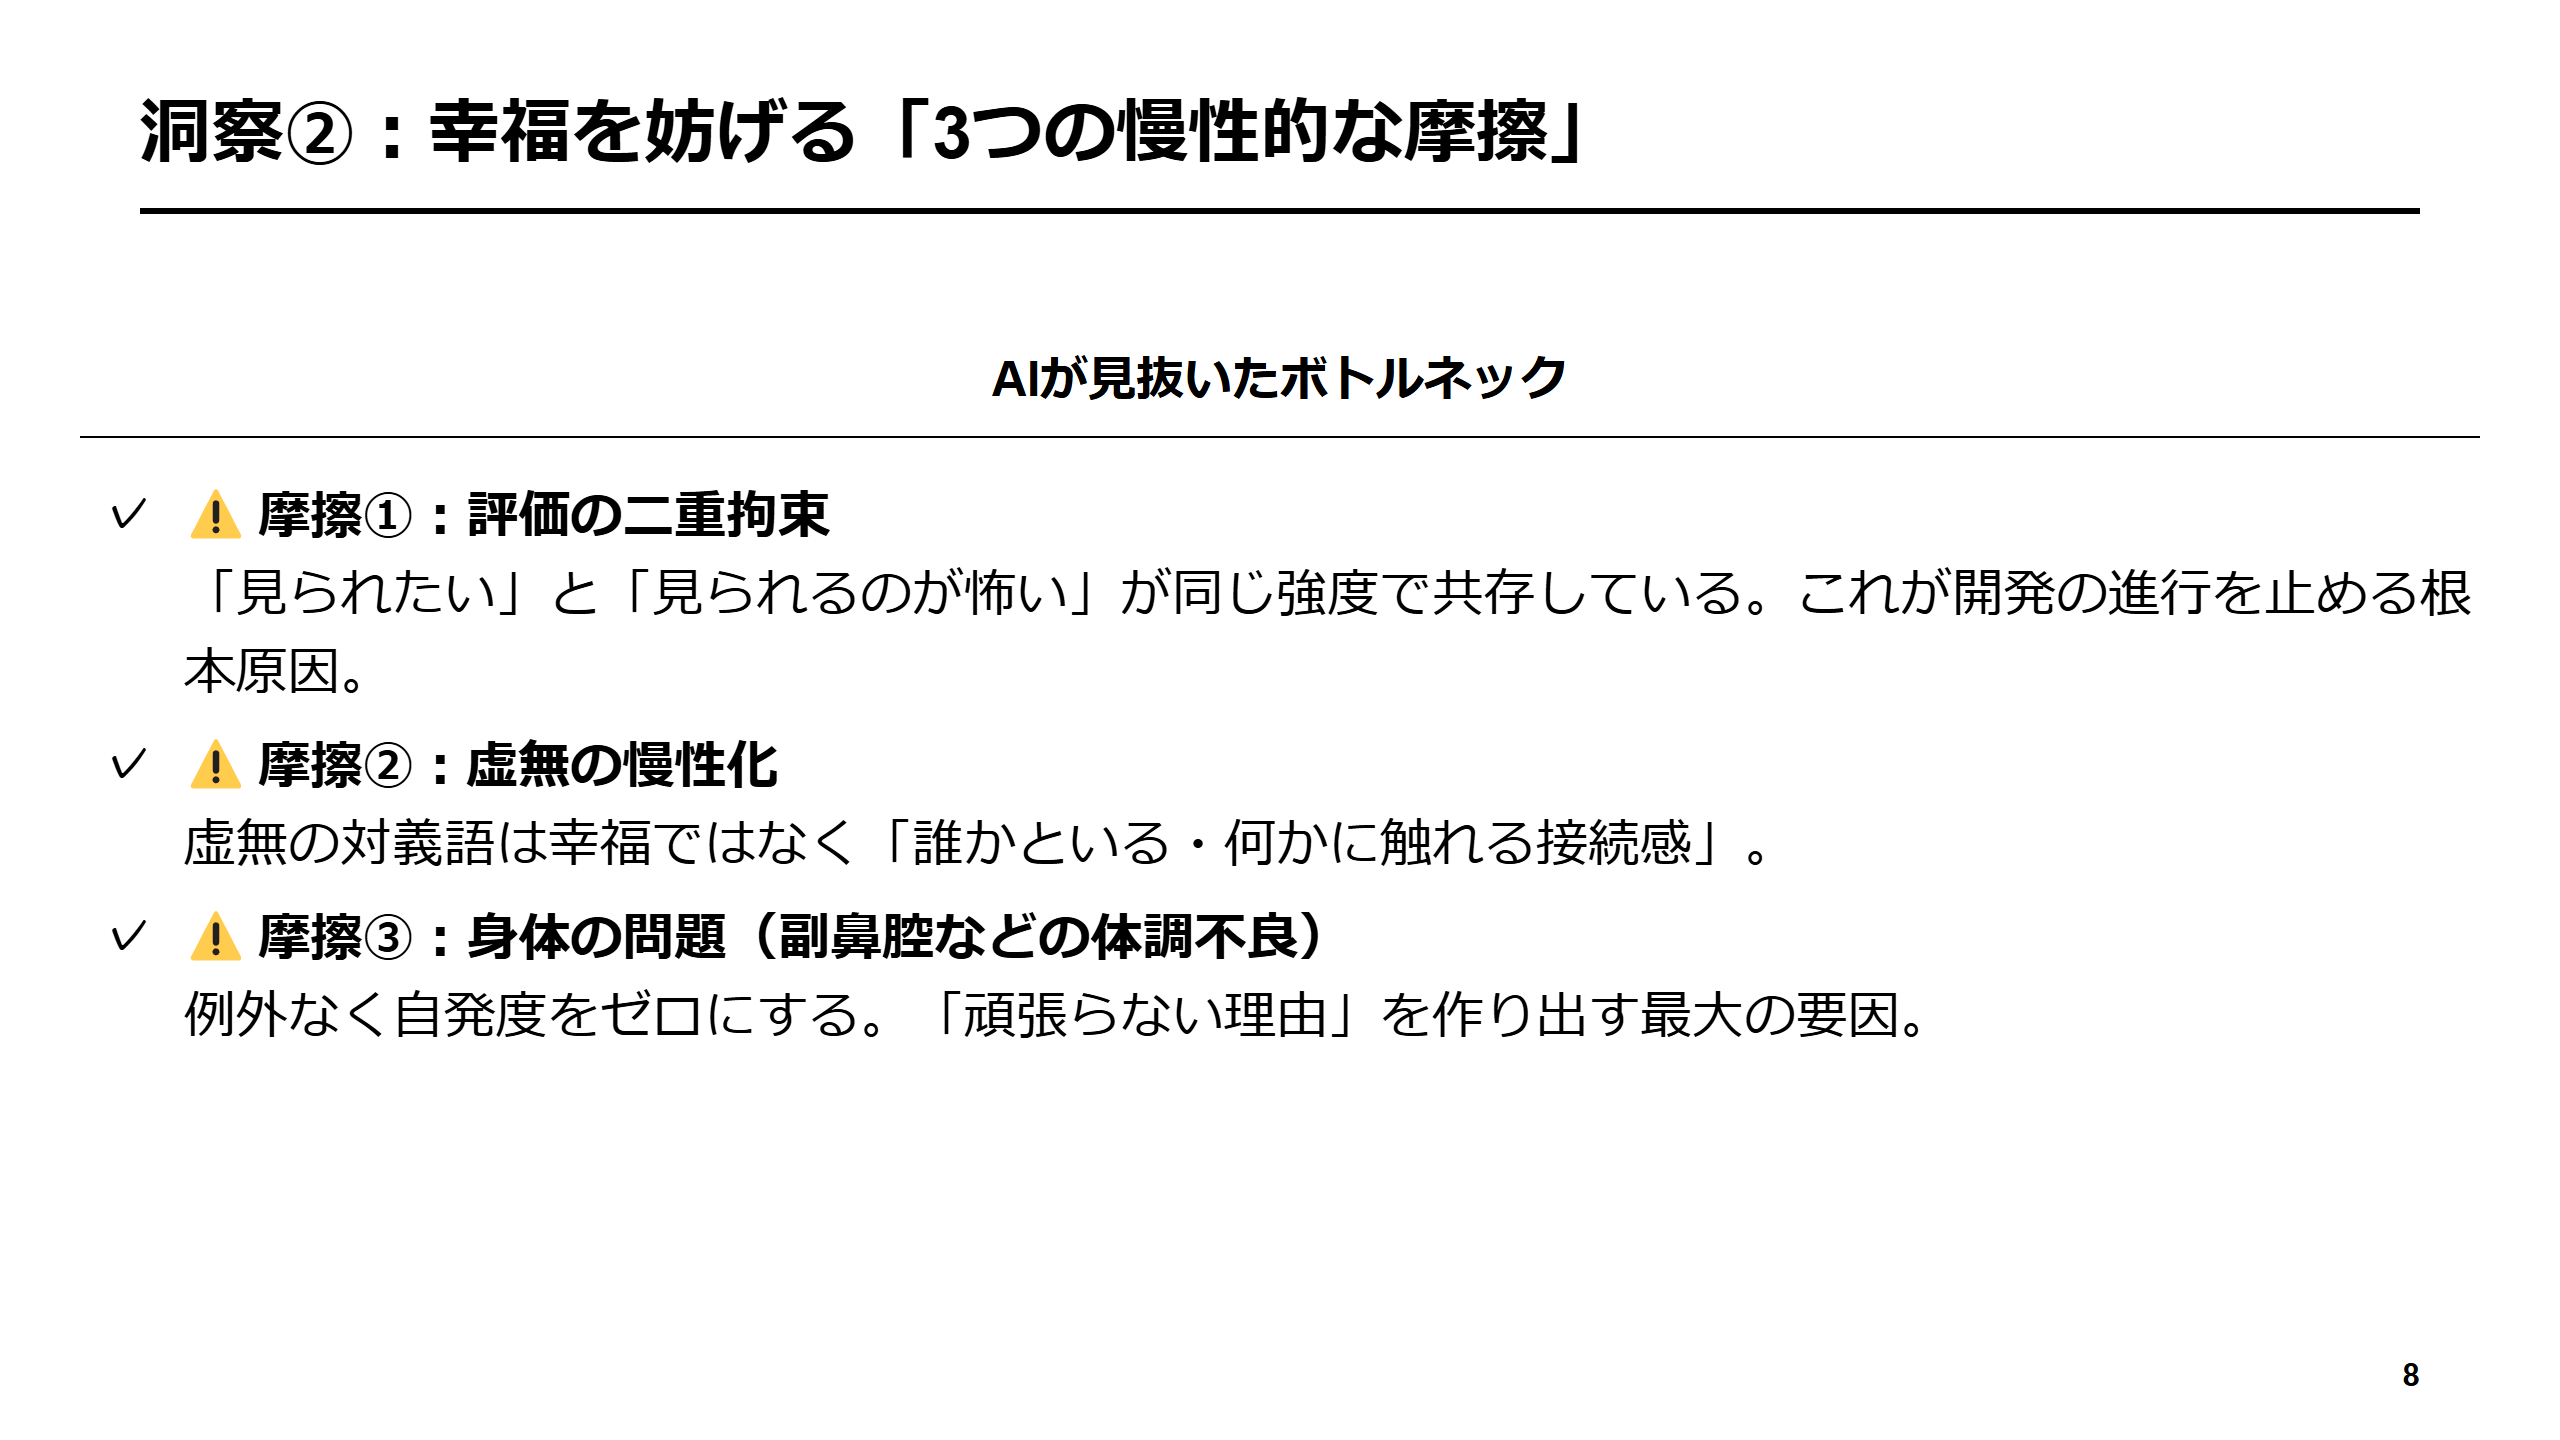 洞察②：幸福を妨げる「3つの慢性的な摩擦」
AIが見抜いたボトルネック
✓ ⚠️ 摩擦①：評価の二重拘束
「見られたい」と「見られるのが怖い」が同じ強度で共存している。これが開発の進行を止める根
本原因。
✓ ⚠️ 摩擦②：虚無の慢性化
虚無の対義語は幸福ではなく「誰かといる・何かに触れる接続感」。
✓ ⚠️ 摩擦③：身体の問題（副鼻腔などの体調不良）
例外なく自発度をゼロにする。「頑張らない理由」を作り出す最大の要因。
8